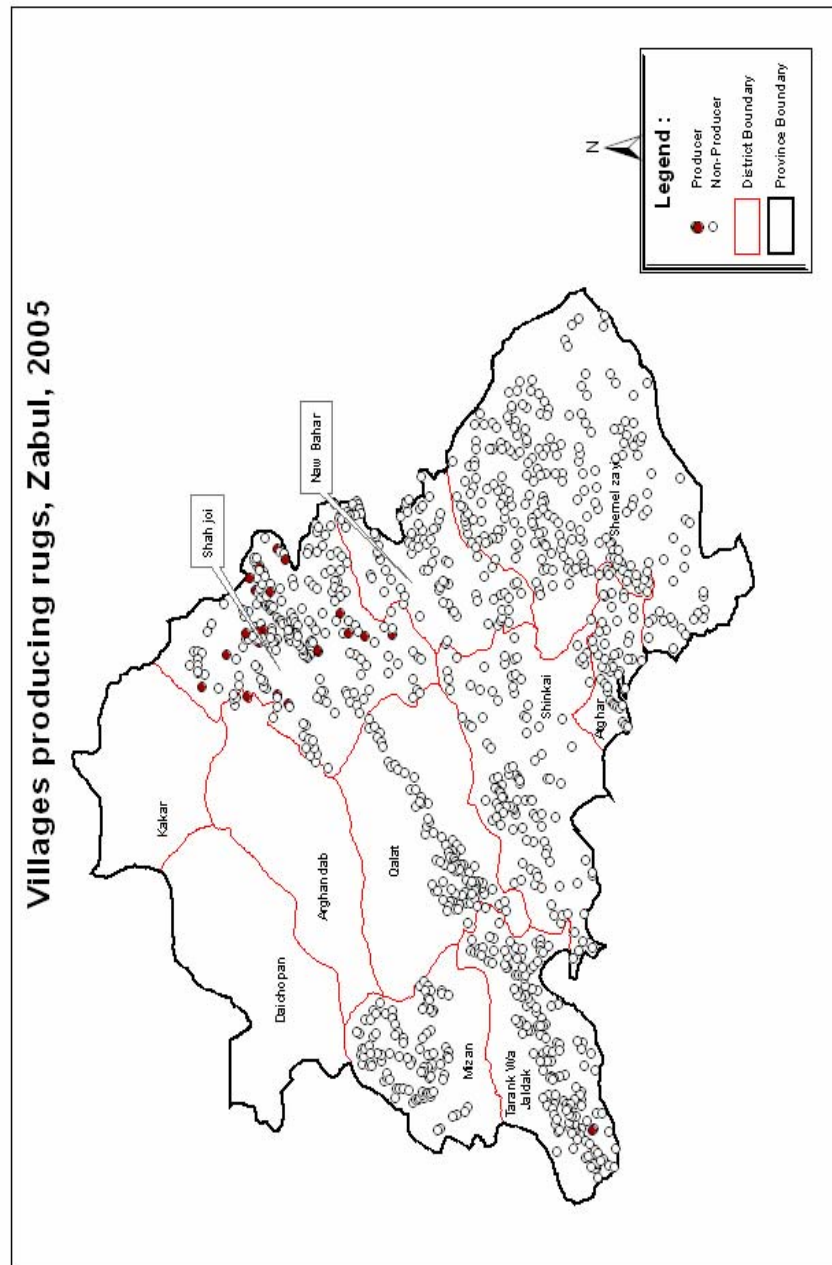 Villages producing rugs, Zabul, 2005
Kakar
Shah joi
Daichopan
Arghandab
Naw Bahar
Qalat
Mizan
Tarank Wa
Jaldak
Shinkai
Atghar
Shemel zayi
N
Legend :
Producer
Non-Producer
District Boundary
Province Boundary